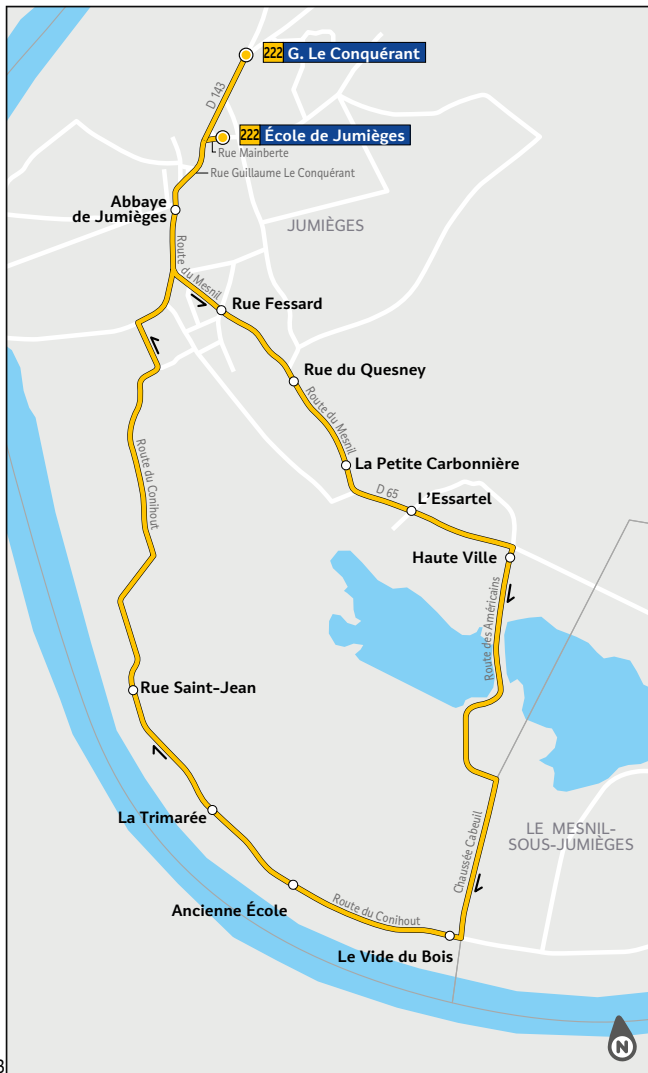 222 G. Le Conquérant
D 143
222 École de Jumièges
Rue Mainberte
Rue Guillaume Le Conquérant
Abbaye
de Jumièges
JUMIÈGES
Route du Mesnil
Rue Fessard
Rue du Quesney
Route du Mesnil
La Petite Carbonnière
D 65
L'Essartel
Haute Ville
Route du Conihout
Route des Américains
Rue Saint-Jean
La Trimarée
LE MESNIL-
SOUS-JUMIÈGES
Chaussée Cabeuil
Ancienne École
Route du Conihout
Le Vide du Bois
N